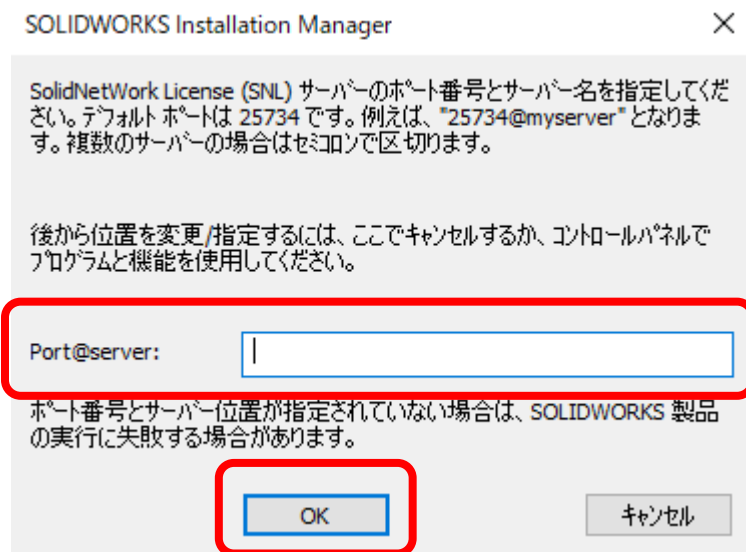 SOLIDWORKS Installation Manager
SolidNetWork License (SNL) サーバーのポート番号とサーバー名を指定してくだ
さい。デフォルト ポートは 25734 です。例えば、"25734@myserver" となりま
す。複数のサーバーの場合はセミコロンで区切ります。
後から位置を変更/指定するには、ここでキャンセルするか、コントロールパネルで
プログラムと機能を使用してください。
Port@server:
ポート番号とサーバー位置が指定されていない場合は、SOLIDWORKS 製品
の実行に失敗する場合があります。
OK
キャンセル